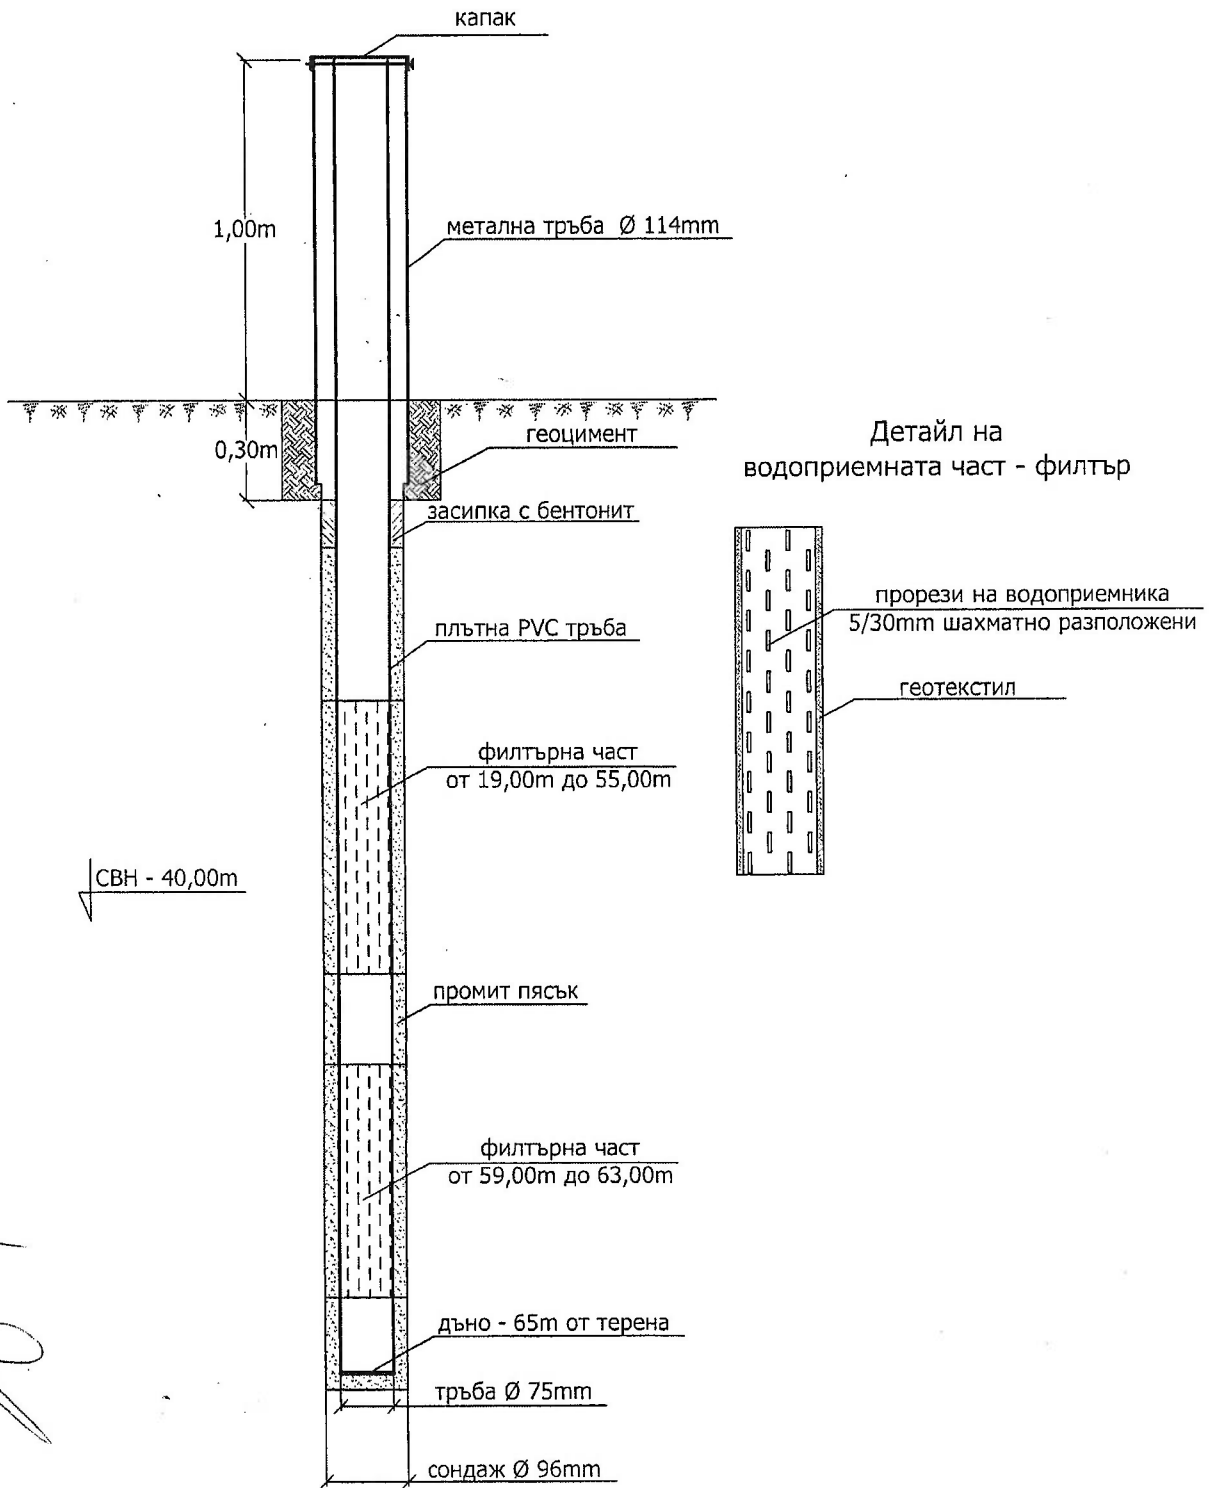 капак
1,00m
метална тръба Ø 114mm
0,30m
геоцимент
засипка с бентонит
плътна PVC тръба
филтърна част
от 19,00m до 55,00m
СВН - 40,00m
промит пясък
филтърна част
от 59,00m до 63,00m
дъно - 65m от терена
тръба Ø 75mm
сондаж Ø 96mm
Детайл на
водоприемната част - филтър
прорези на водоприемника
5/30mm шахматно разположени
геотекстил